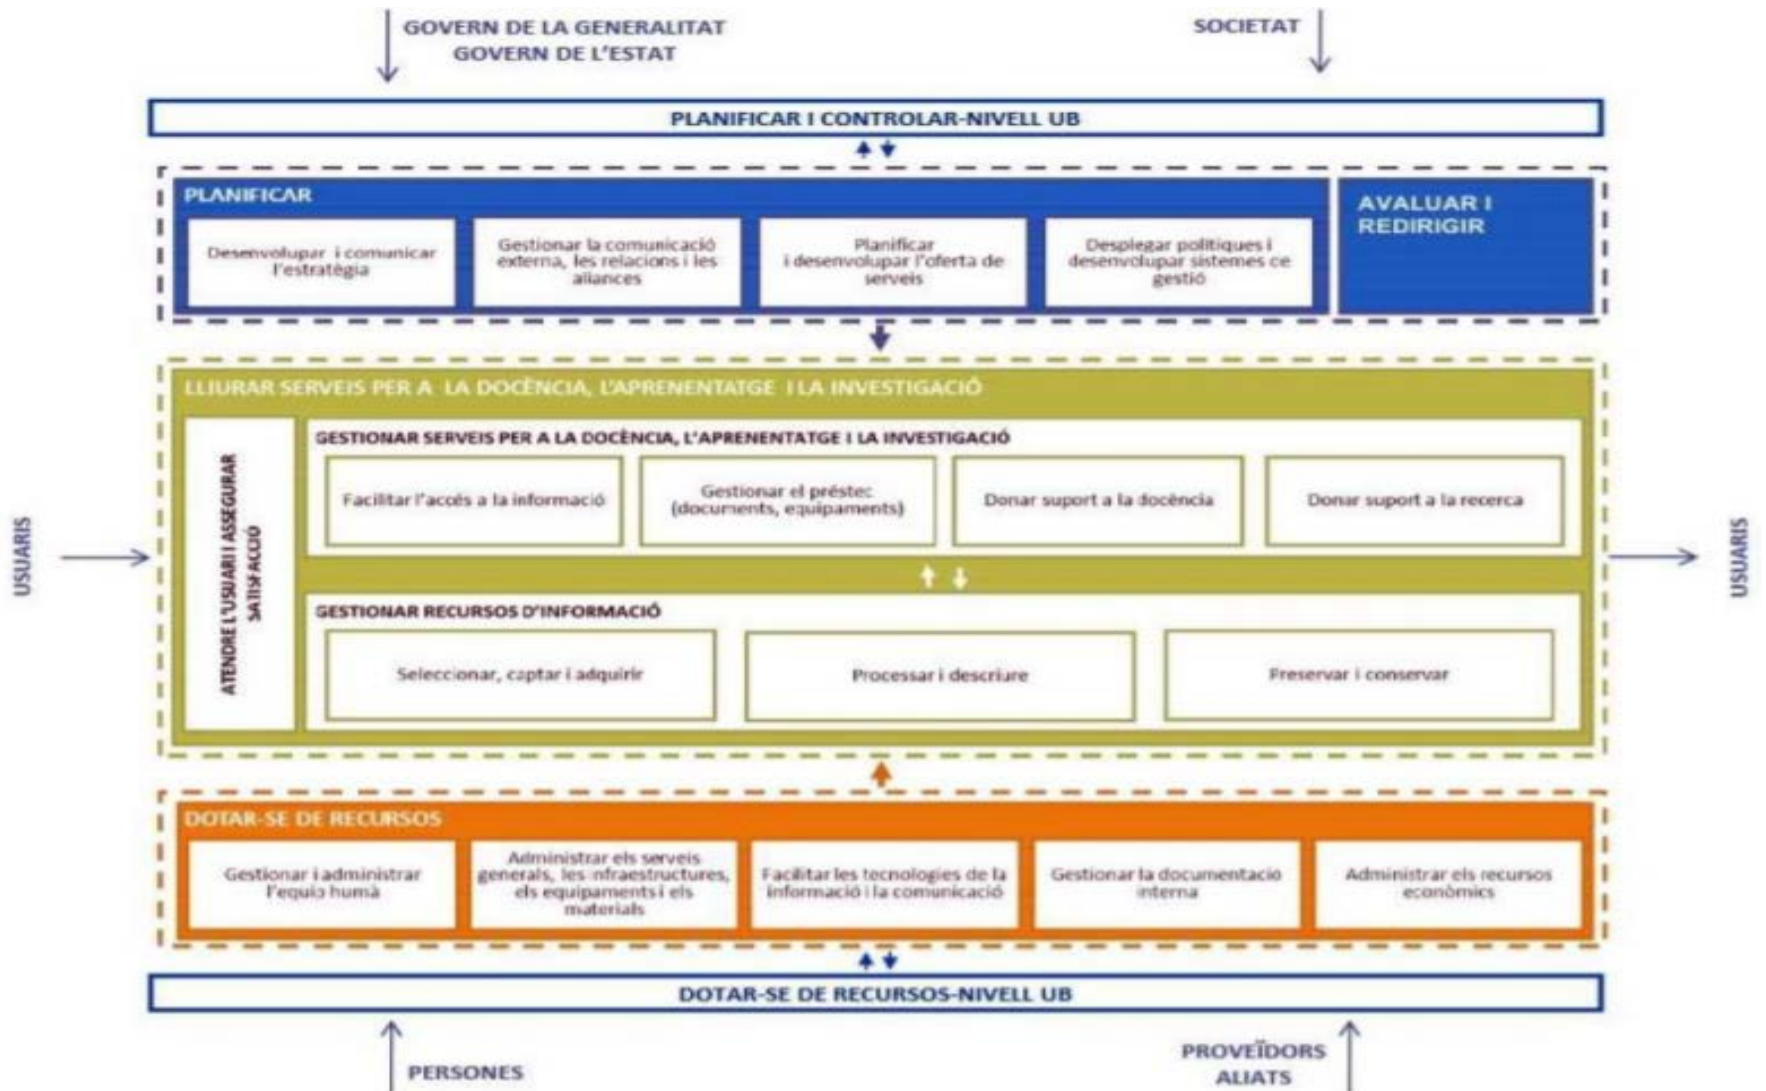 GOVERN DE LA GENERALITAT
GOVERN DE L'ESTAT
SOCIETAT
PLANIFICAR I CONTROLAR-NIVELL UB
PLANIFICAR
Desenvolupar i comunicar
l'estratègia
Gestionar la comunicació
externa, les relacions i les
aliances
Planificar
i desenvolupar l'oferta de
serveis
Desplegar polítiques i
desenvolupar sistemes de
gestió
AVALUAR I
REDIRIGIR
LLIURAR SERVEIS PER A LA DOCÈNCIA, L'APRENENTATGE I LA INVESTIGACIÓ
ATENDRE L'USUARI I ASSEGURAR
SATISFACCIÓ
GESTIONAR SERVEIS PER A LA DOCÈNCIA, L'APRENENTATGE I LA INVESTIGACIÓ
Facilitar l'accés a la informació
Gestionar el préstec
(documents, equipaments)
Donar suport a la docència
Donar suport a la recerca
USUARIS
USUARIS
GESTIONAR RECURSOS D'INFORMACIÓ
Seleccionar, captar i adquirir
Processar i descriure
Preservar i conservar
DOTAR-SE DE RECURSOS
Gestionar i administrar
l'equip humà
Administrar els serveis
generals, les infraestructures,
els equipaments i els
materials
Facilitar les tecnologies de la
informació i la comunicació
Gestionar la documentació
interna
Administrar els recursos
econòmics
DOTAR-SE DE RECURSOS-NIVELL UB
PERSONES
PROVEÏDORS
ALIATS